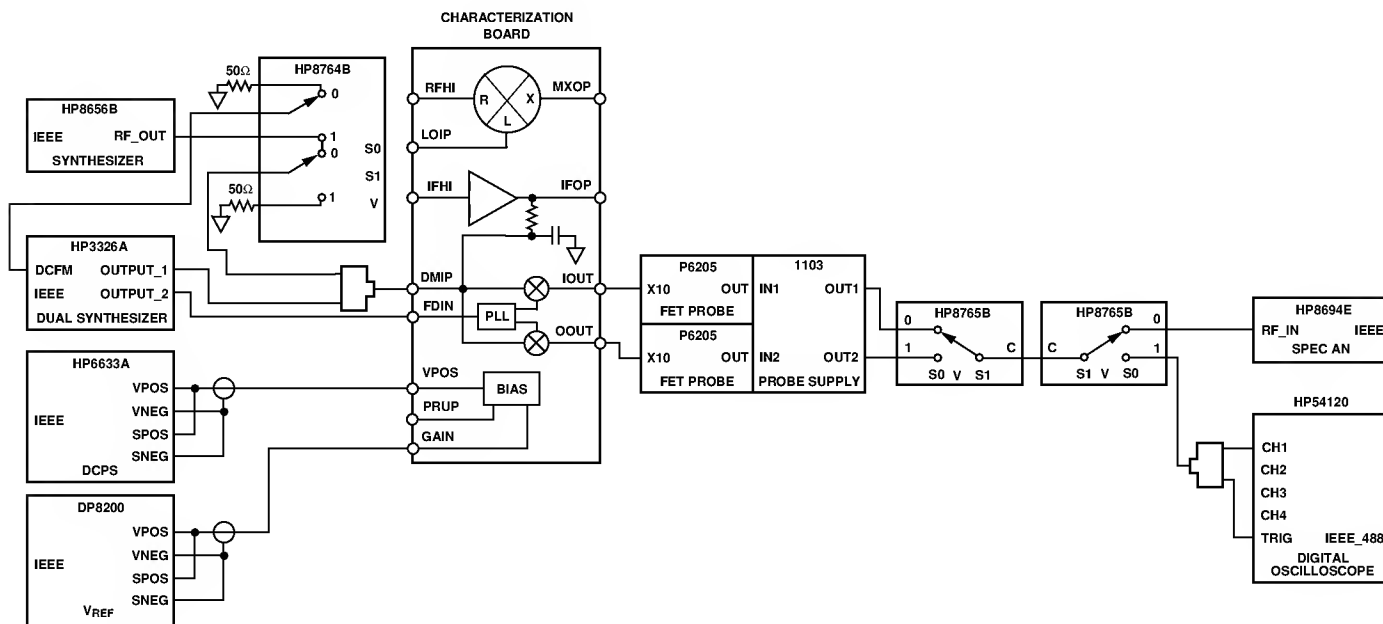 CHARACTERIZATION
BOARD
HP8656B
IEEE RF_OUT
SYNTHESIZER
50Ω
HP8764B
0
1
0
S0
S1
50Ω
1
V
HP3326A
DCFM OUTPUT_1
IEEE OUTPUT_2
DUAL SYNTHESIZER
HP6633A
VPOS
VNEG
IEEE
SPOS
SNEG
DCPS
DP8200
VPOS
VNEG
IEEE
SPOS
SNEG
VREF
RFHI
R X
L
MXOP
LOIP
IFHI
IFOP
DMIP
IOUT
FDIN
PLL
OOUT
VPOS
BIAS
PRUP
GAIN
P6205
X10 OUT
FET PROBE
P6205
X10 OUT
FET PROBE
1103
IN1 OUT1
IN2 OUT2
PROBE SUPPLY
HP8765B
0
1
C
S0 V S1
HP8765B
C
0
1
S1 V S0
HP8694E
RF_IN IEEE
SPEC AN
HP54120
CH1
CH2
CH3
CH4
TRIG IEEE_488
DIGITAL
OSCILLOSCOPE